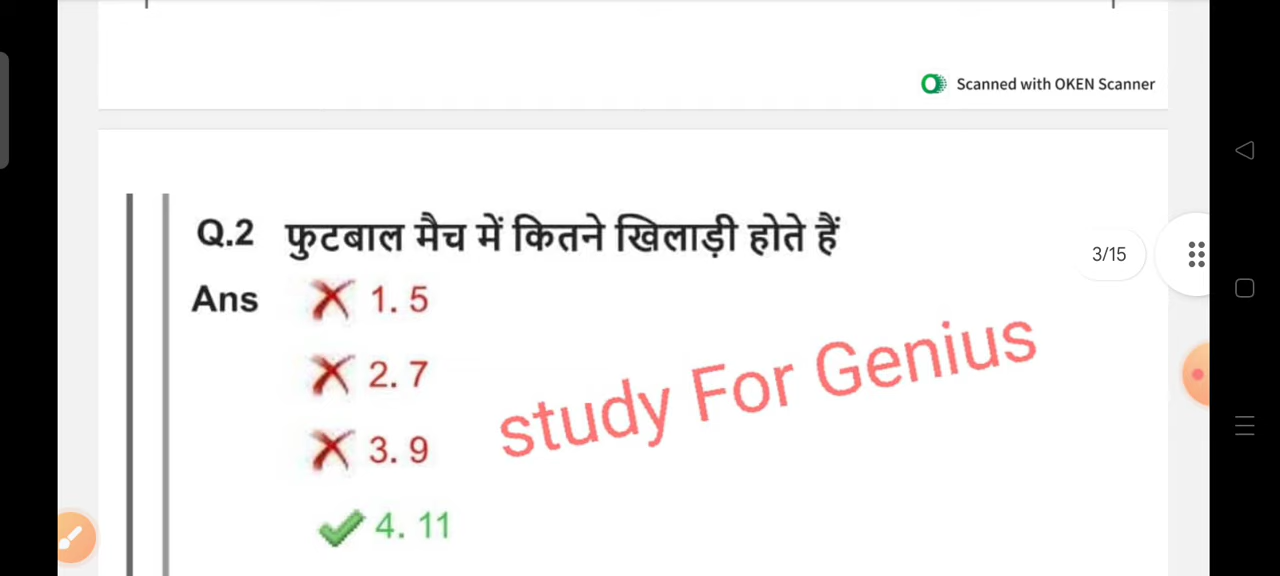 Scanned with OKEN Scanner
Q.2 फुटबाल मैच में कितने खिलाड़ी होते हैं
3/15
Ans 1. 5
2. 7
3. 9
4. 11
study For Genius